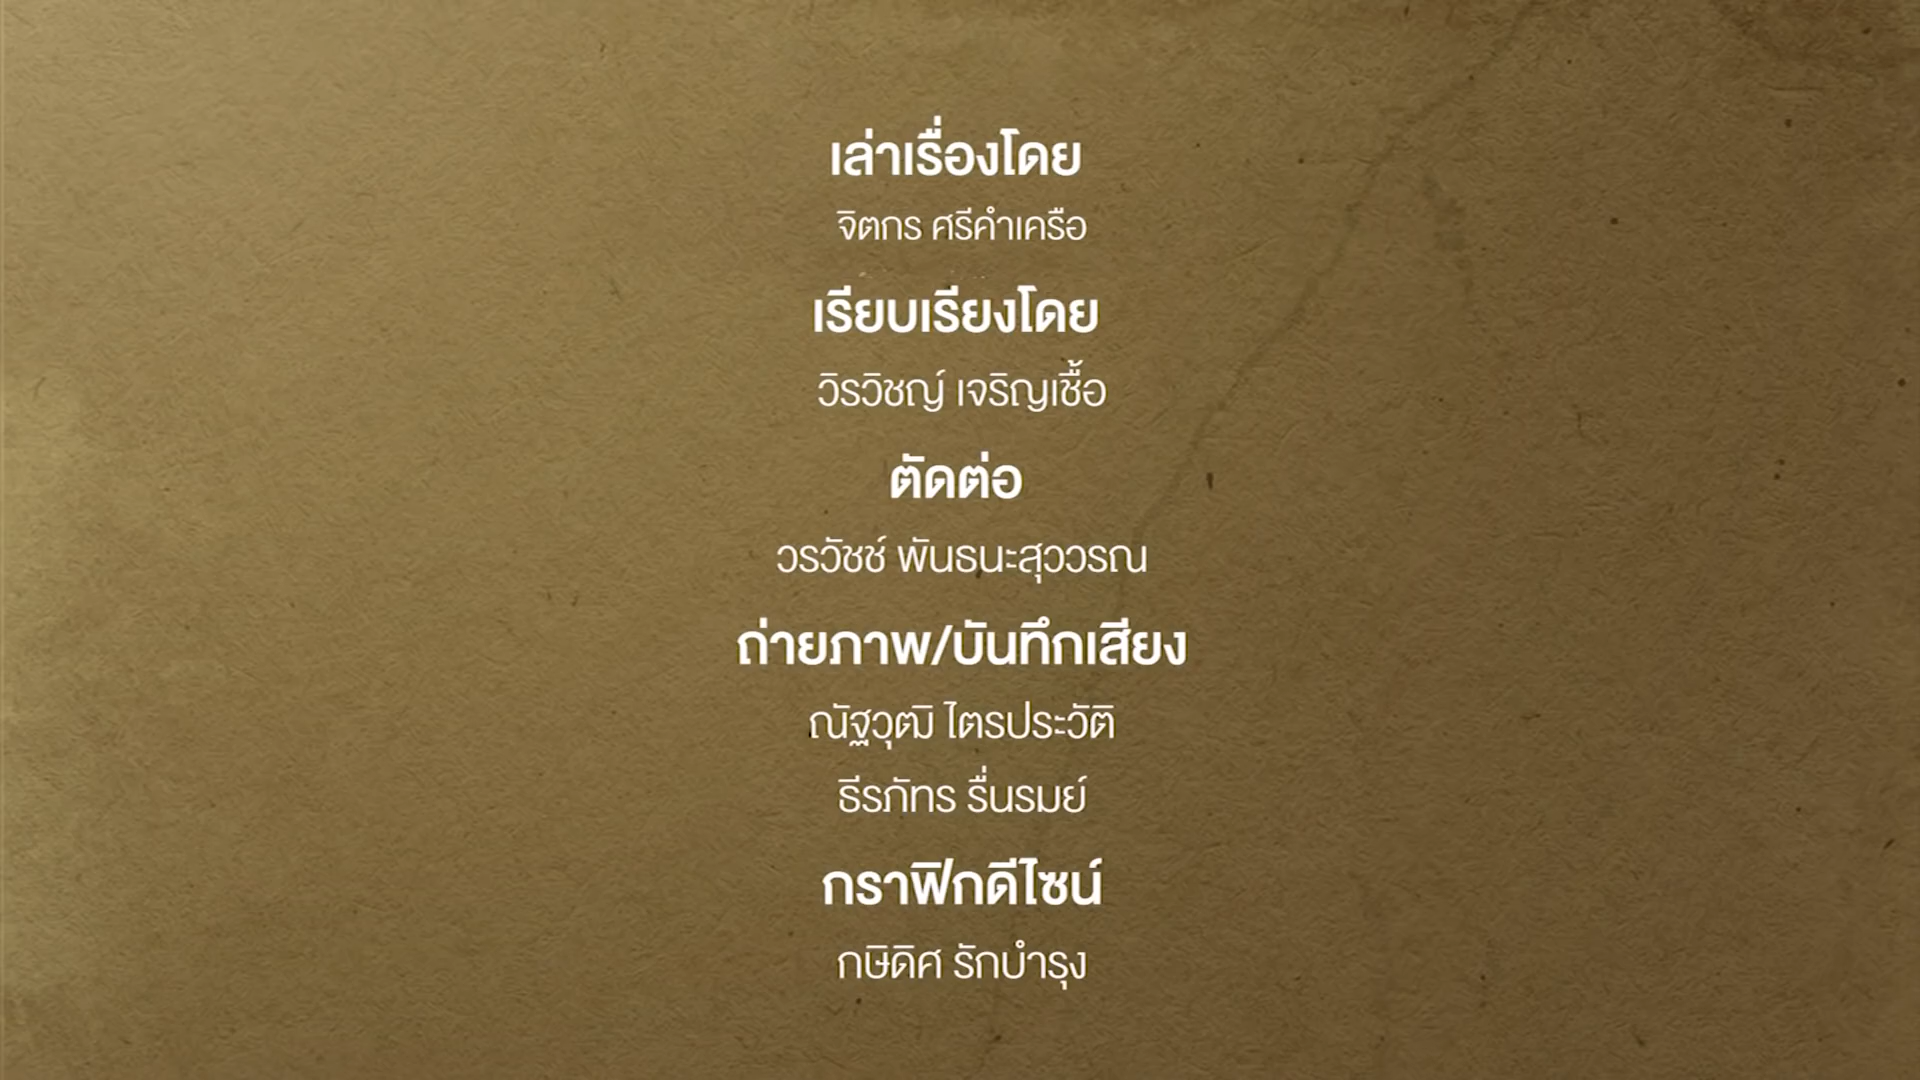 เล่าเรื่องโดย
จิตกร ศรีคำเครือ
เรียบเรียงโดย
วิรวิชญ์ เจริญเชื้อ
ตัดต่อ
วรวัชช์ พันธนะสุววรณ
ถ่ายภาพ/บันทึกเสียง
ณัฐวุฒิ ไตรประวัติ
ธีรภัทร รื่นรมย์
กราฟิกดีไซน์
กษิดิศ รักบำรุง